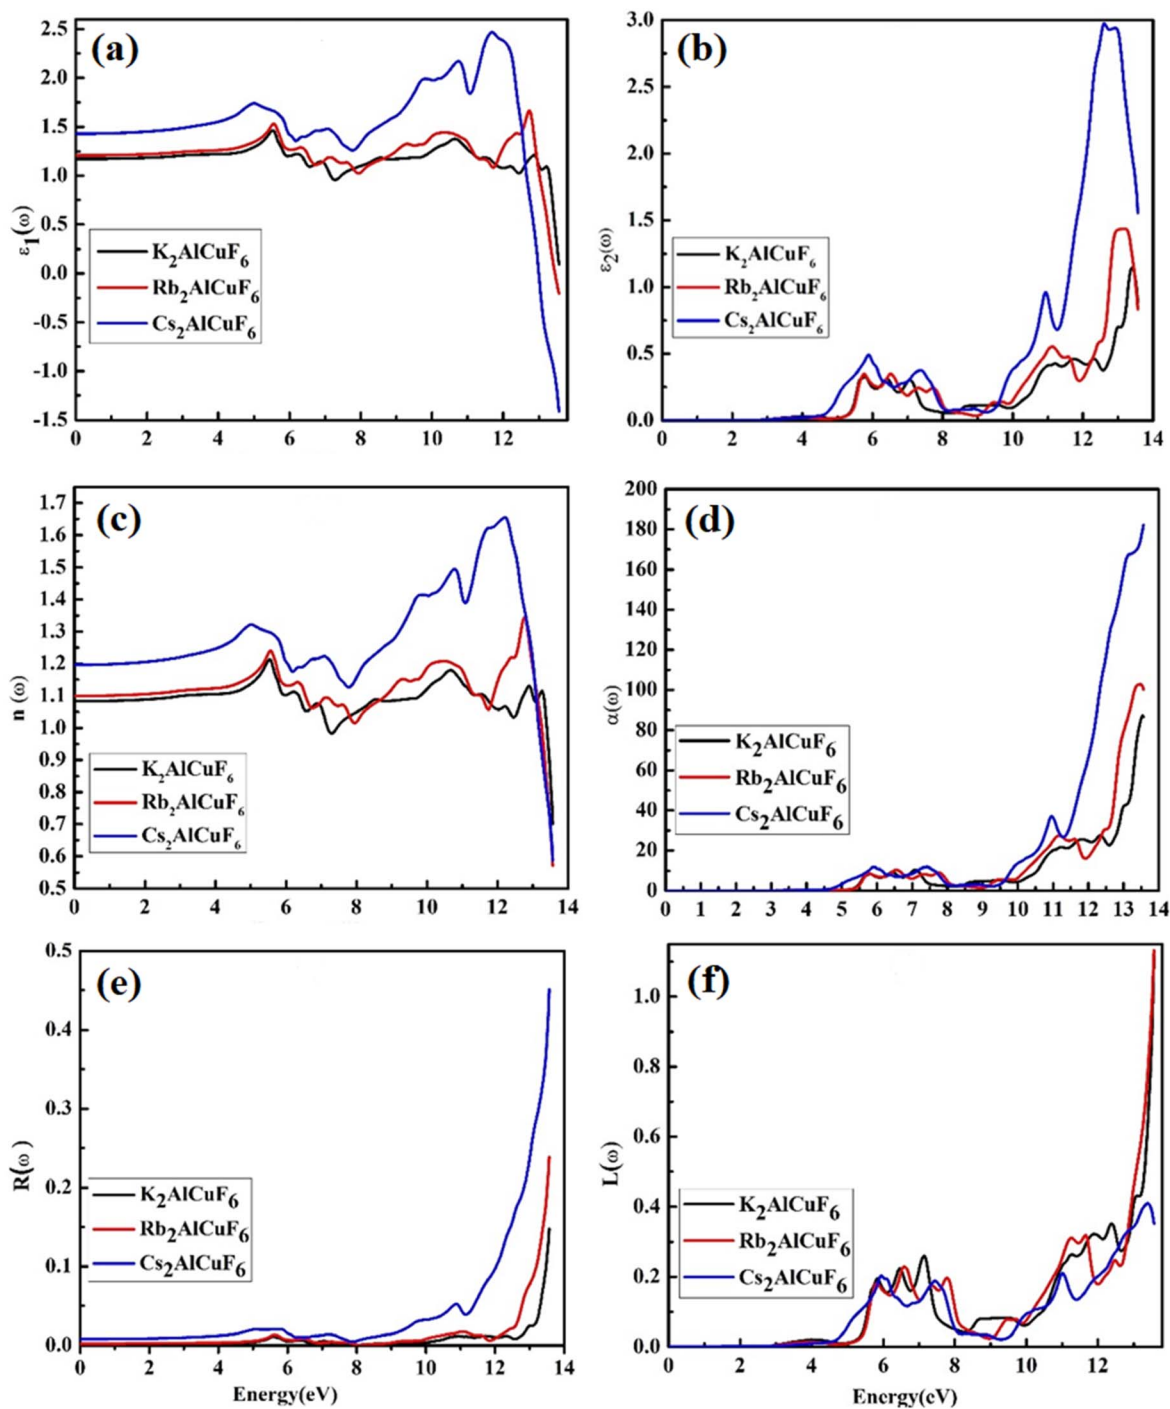 (a)
2.5
2.0
1.5
1.0
0.5
0.0
-0.5
-1.0
-1.5
ε1(ω)
K2AlCuF6
Rb2AlCuF6
Cs2AlCuF6
0 2 4 6 8 10 12
(b)
3.0
2.5
2.0
1.5
1.0
0.5
0.0
ε2(ω)
K2AlCuF6
Rb2AlCuF6
Cs2AlCuF6
0 2 4 6 8 10 12 14
(c)
1.7
1.6
1.5
1.4
1.3
1.2
1.1
1.0
0.9
0.8
0.7
0.6
0.5
n (ω)
K2AlCuF6
Rb2AlCuF6
Cs2AlCuF6
0 2 4 6 8 10 12 14
(d)
200
180
160
140
120
100
80
60
40
20
0
α(ω)
K2AlCuF6
Rb2AlCuF6
Cs2AlCuF6
0 1 2 3 4 5 6 7 8 9 10 11 12 13 14
(e)
0.5
0.4
0.3
0.2
0.1
0.0
R(ω)
K2AlCuF6
Rb2AlCuF6
Cs2AlCuF6
0 2 4 6 8 10 12 14
Energy(eV)
(f)
1.0
0.8
0.6
0.4
0.2
0.0
L(ω)
K2AlCuF6
Rb2AlCuF6
Cs2AlCuF6
0 2 4 6 8 10 12
Energy(eV)